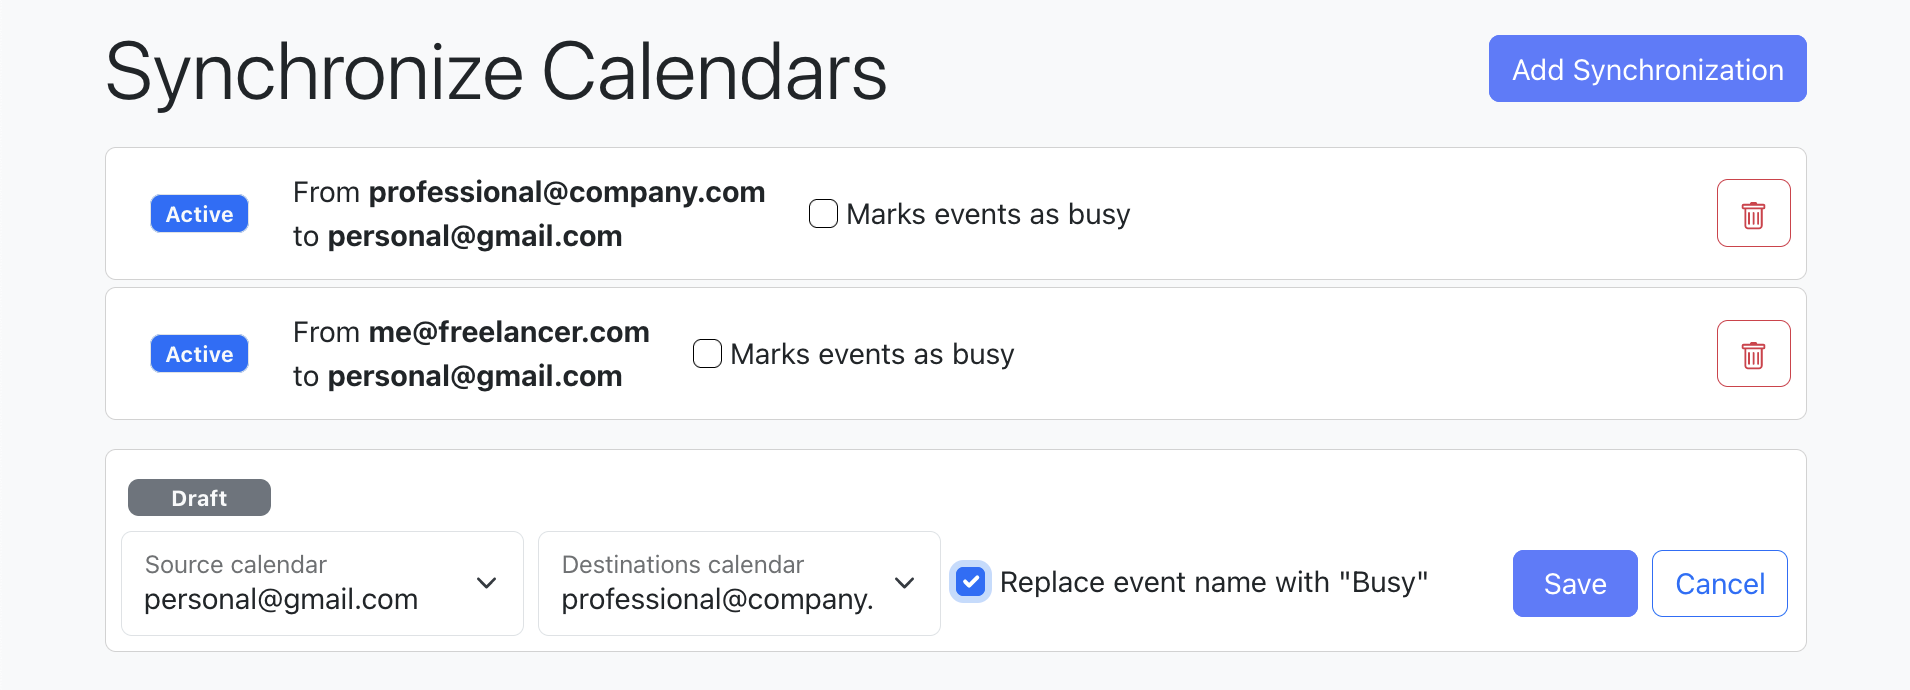 Synchronize Calendars
Add Synchronization
Active
From professional@company.com
to personal@gmail.com
Marks events as busy
Active
From me@freelancer.com
to personal@gmail.com
Marks events as busy
Draft
Source calendar
personal@gmail.com
Destinations calendar
professional@company.
Replace event name with "Busy"
Save
Cancel